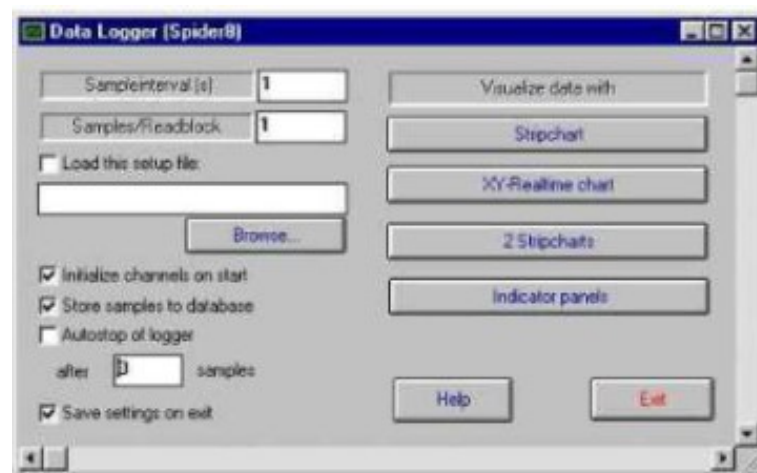 Data Logger (Spider8)
Sampleinterval (s)
1
Samples/Readblock
1
Load this setup file:
Browse...
Initialize channels on start
Store samples to database
Autostop of logger
after 0 samples
Save settings on exit
Visualize data with
Stripchart
XY-Realtime chart
2 Stripcharts
Indicator panels
Help
Exit